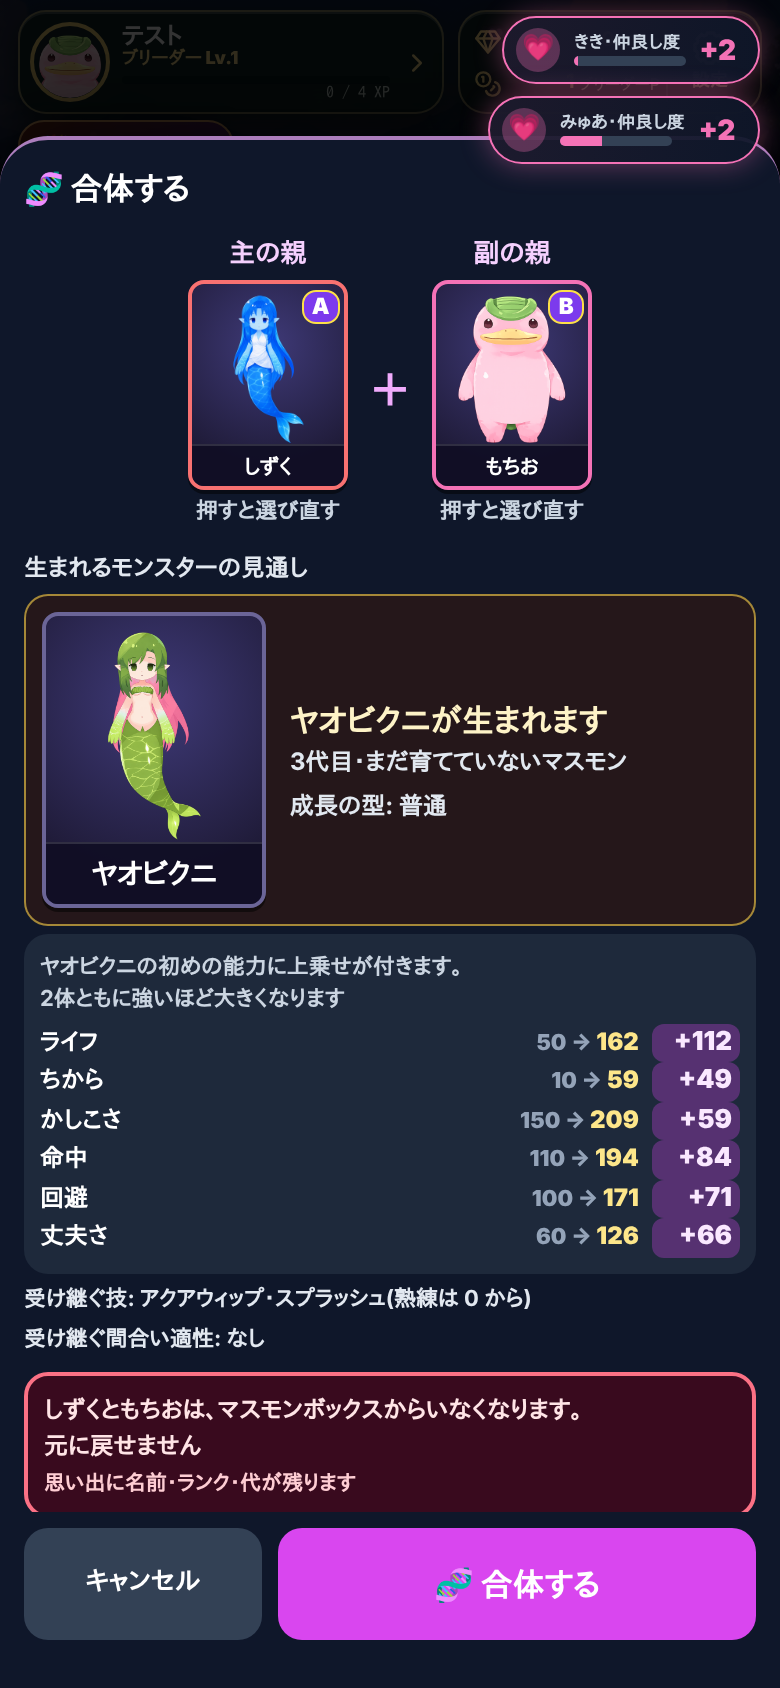 テスト
ブリーダー Lv.1
0 / 4 XP
きき・仲良し度 +2
みゅあ・仲良し度 +2
🧬 合体する
主の親
副の親
A
B
+
しずく
もちお
押すと選び直す
押すと選び直す
生まれるモンスターの見通し
ヤオビクニが生まれます
3代目・まだ育てていないマスモン
成長の型: 普通
ヤオビクニ
ヤオビクニの初めの能力に上乗せが付きます。
2体ともに強いほど大きくなります
ライフ 50 → 162 +112
ちから 10 → 59 +49
かしこさ 150 → 209 +59
命中 110 → 194 +84
回避 100 → 171 +71
丈夫さ 60 → 126 +66
受け継ぐ技: アクアウィップ・スプラッシュ(熟練は 0 から)
受け継ぐ間合い適性: なし
しずくともちおは、マスモンボックスからいなくなります。
元に戻せません
思い出に名前・ランク・代が残ります
キャンセル
🧬 合体する